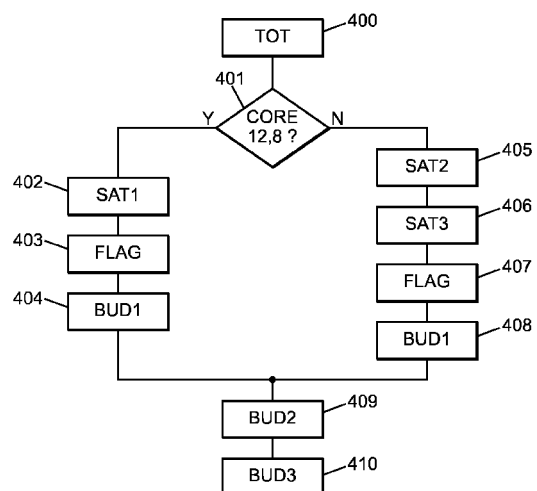 TOT
400
401
CORE
12,8 ?
Y
N
402
SAT1
403
FLAG
404
BUD1
SAT2
405
SAT3
406
FLAG
407
BUD1
408
BUD2
409
BUD3
410